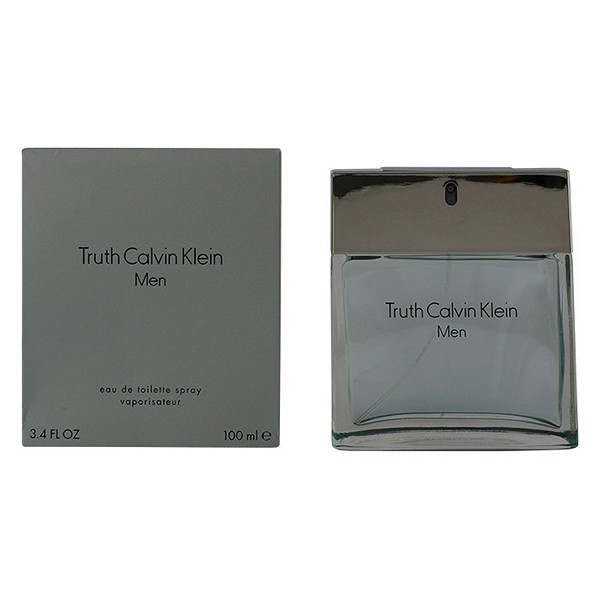 Truth Calvin Klein
Men
eau de toilette spray
vaporisateur
3.4 FL OZ 100 ml ℮
Truth Calvin Klein
Men